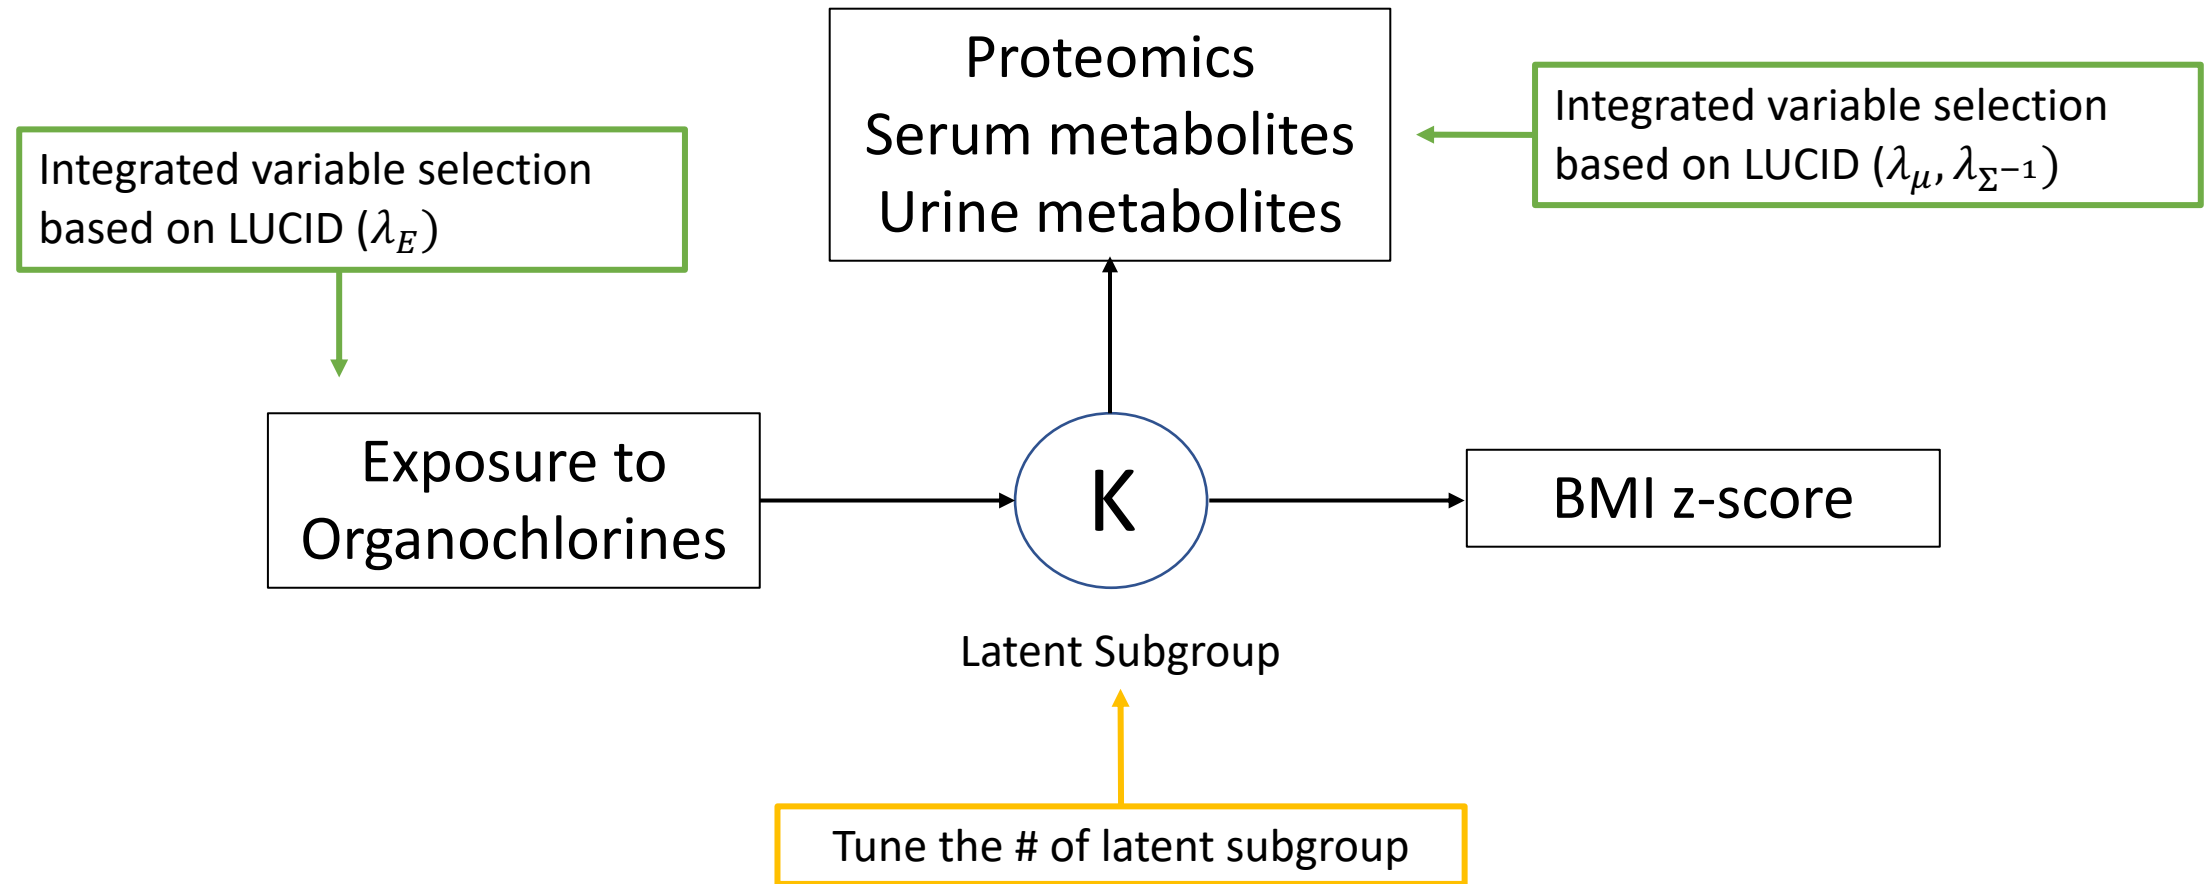 Proteomics
Serum metabolites
Urine metabolites
Integrated variable selection
based on LUCID (λ_μ, λ_Σ⁻¹)
Integrated variable selection
based on LUCID (λ_E)
Exposure to
Organochlorines
K
BMI z-score
Latent Subgroup
Tune the # of latent subgroup